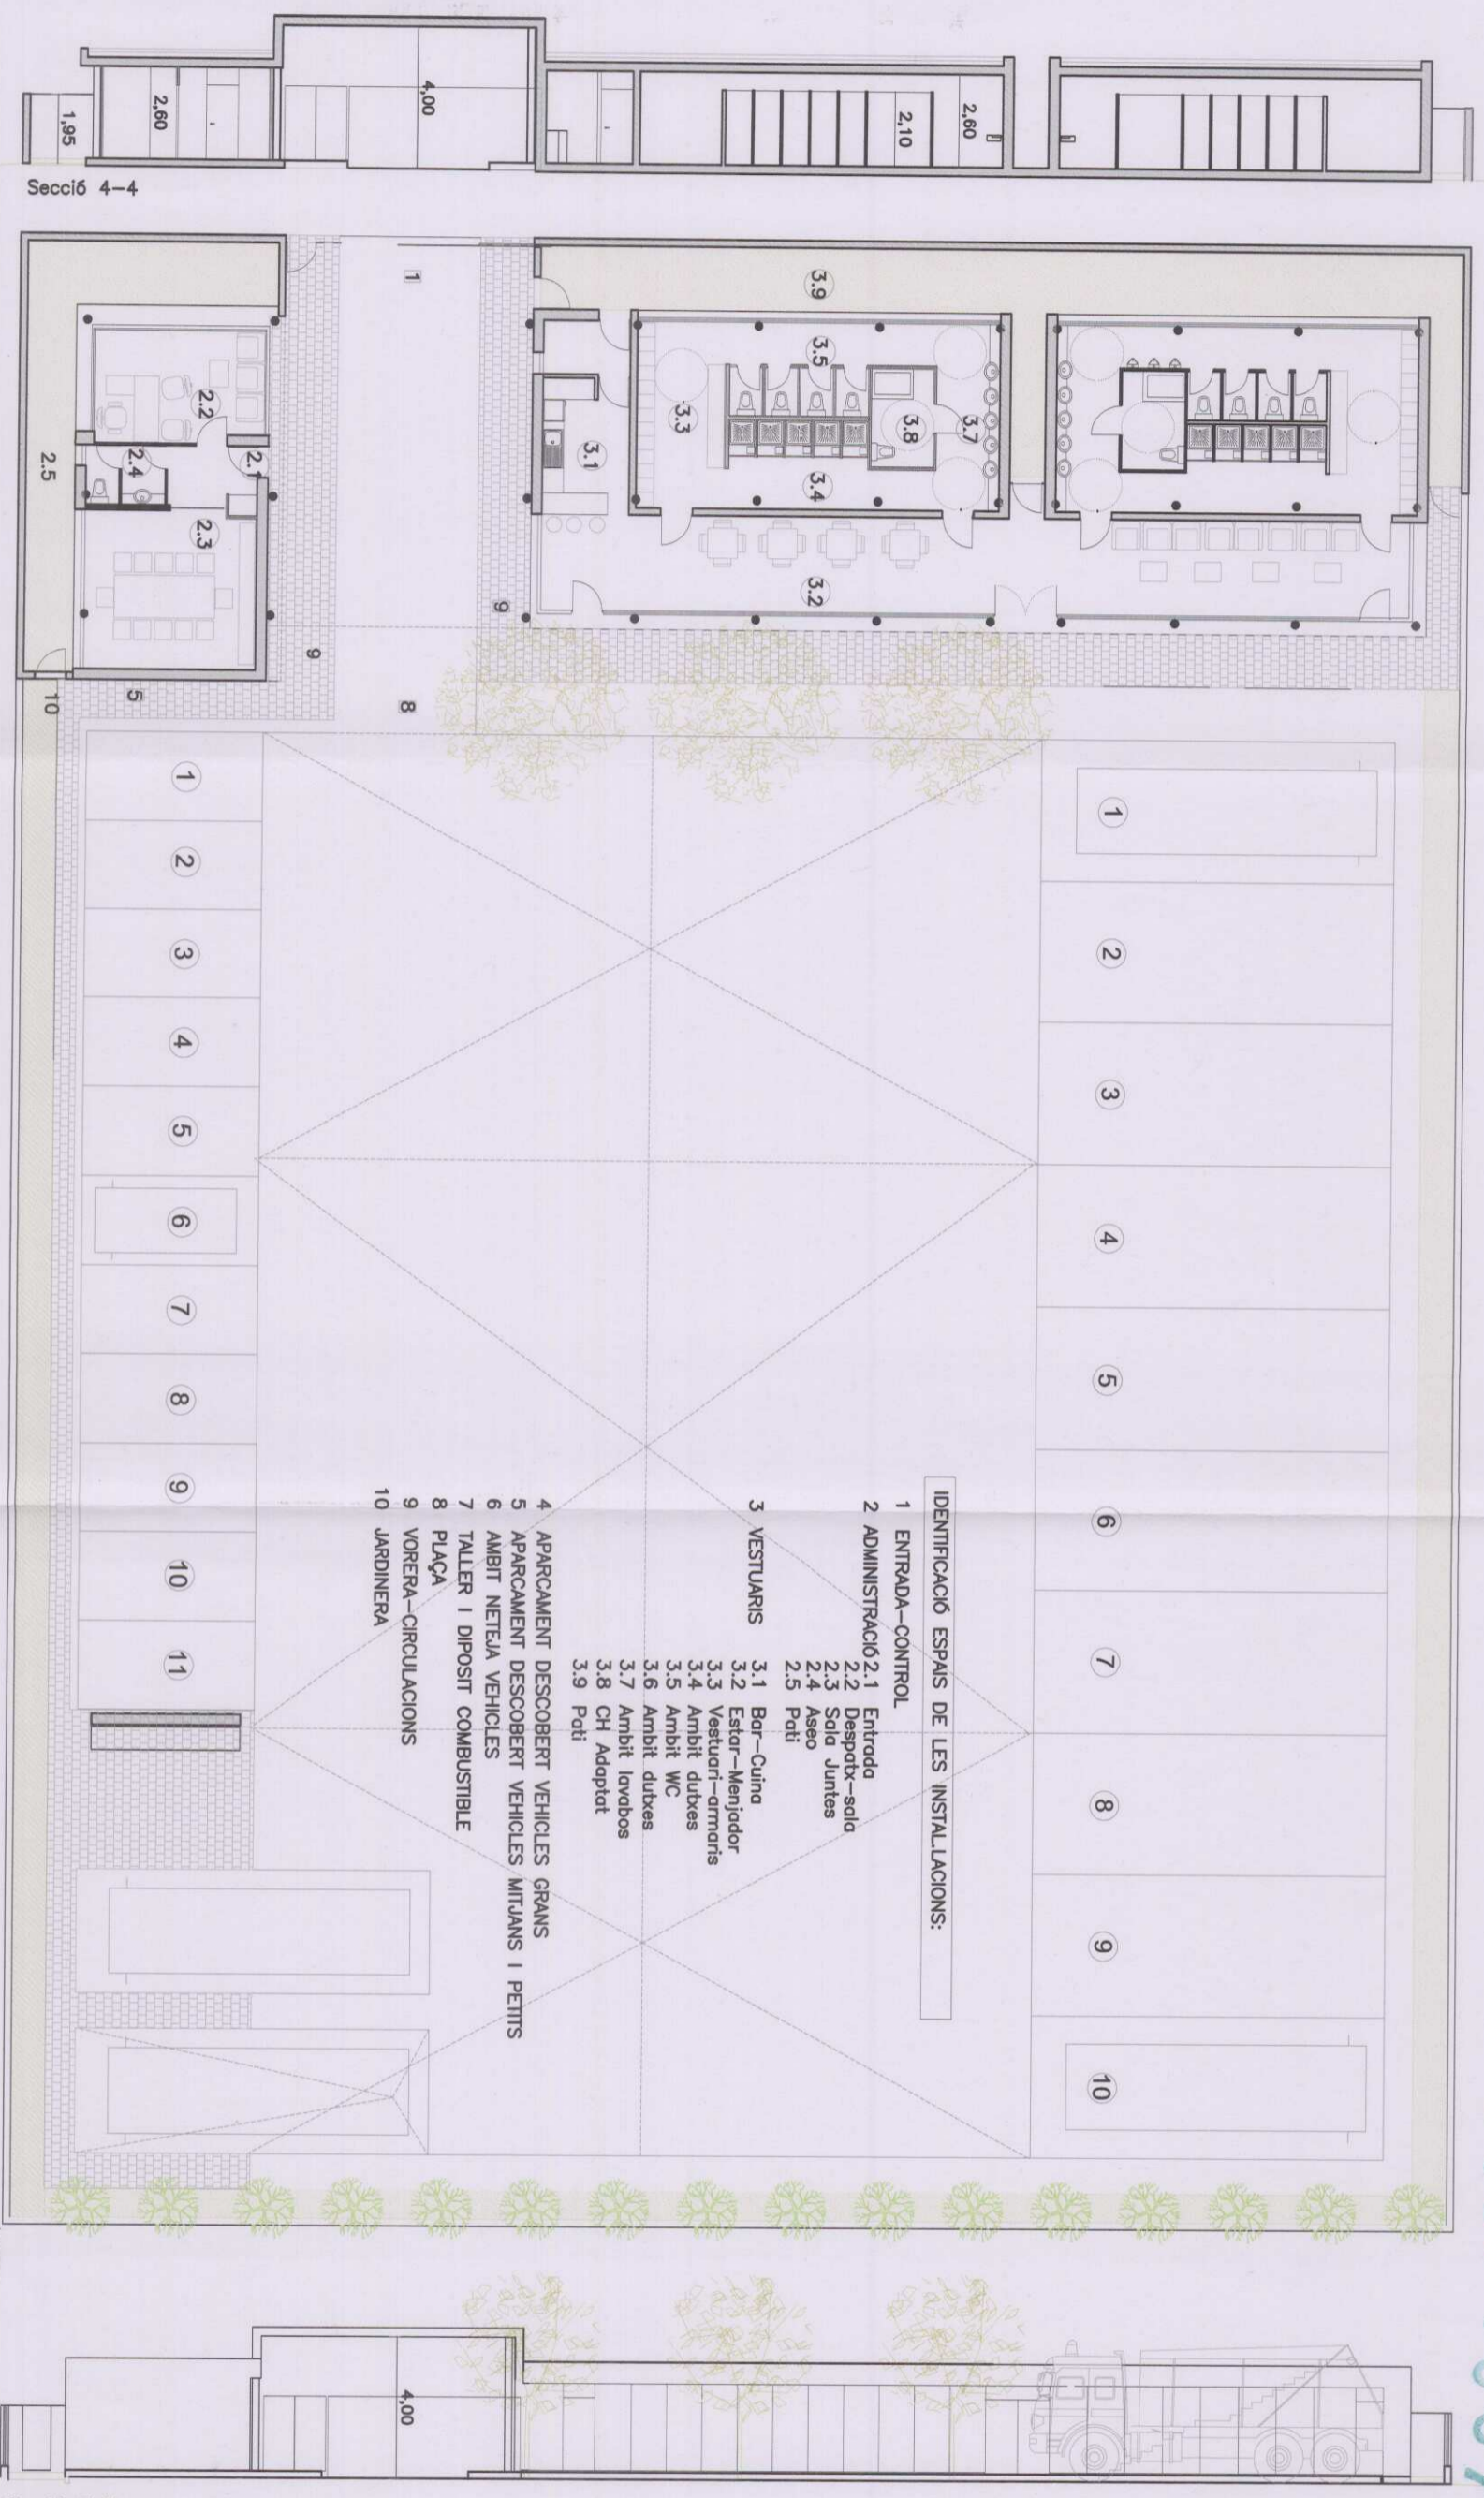 Secció 4-4
1,95
2,60
4,00
2,10
2,60
1
2.1
2.2
2.3
2.4
2.5
3.1
3.2
3.3
3.4
3.5
3.7
3.8
3.9
9
9
8
5
10
1
2
3
4
5
6
7
8
9
10
11
1
2
3
4
5
6
7
8
9
10
IDENTIFICACIÓ ESPAIS DE LES INSTAL.LACIONS:
1 ENTRADA-CONTROL
2 ADMINISTRACIÓ 2.1 Entrada
2.2 Despatx-sala
2.3 Sala Juntes
2.4 Aseo
2.5 Pati
3 VESTUARIS 3.1 Bar-Cuina
3.2 Estar-Menjador
3.3 Vestuari-armaris
3.4 Ambit dutxes
3.5 Ambit WC
3.6 Ambit dutxes
3.7 Ambit lavabos
3.8 CH Adaptat
3.9 Pati
4 APARCAMENT DESCOBERT VEHICLES GRANS
5 APARCAMENT DESCOBERT VEHICLES MITJANS I PETITS
6 AMBIT NETEJA VEHICLES
7 TALLER I DIPOSIT COMBUSTIBLE
8 PLAÇA
9 VORERA-CIRCULACIONS
10 JARDINERA
4,00